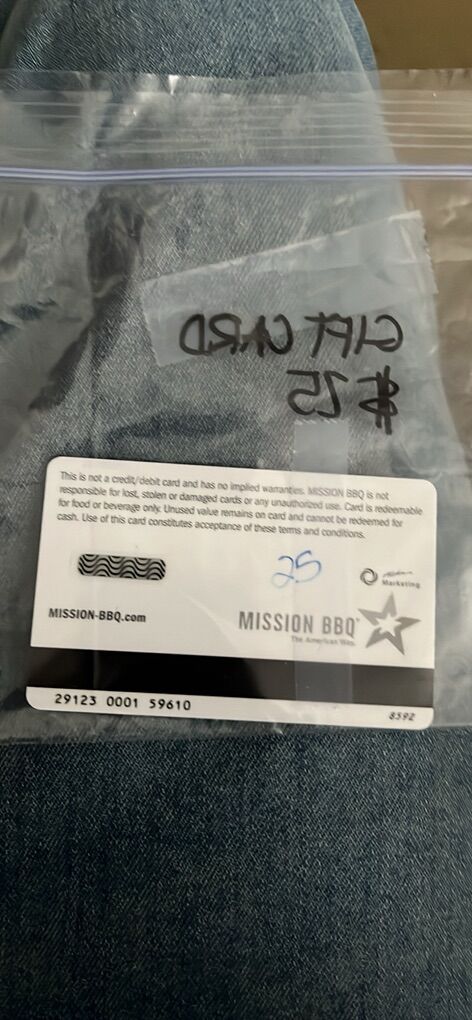 GIFT CARD
$25
This is not a credit/debit card and has no implied warranties. MISSION BBQ is not
responsible for lost, stolen or damaged cards or any unauthorized use. Card is redeemable
for food or beverage only. Unused value remains on card and cannot be redeemed for
cash. Use of this card constitutes acceptance of these terms and conditions.
25
Marketing
MISSION-BBQ.com
MISSION BBQ
The American Way.
29123 0001 59610
8592